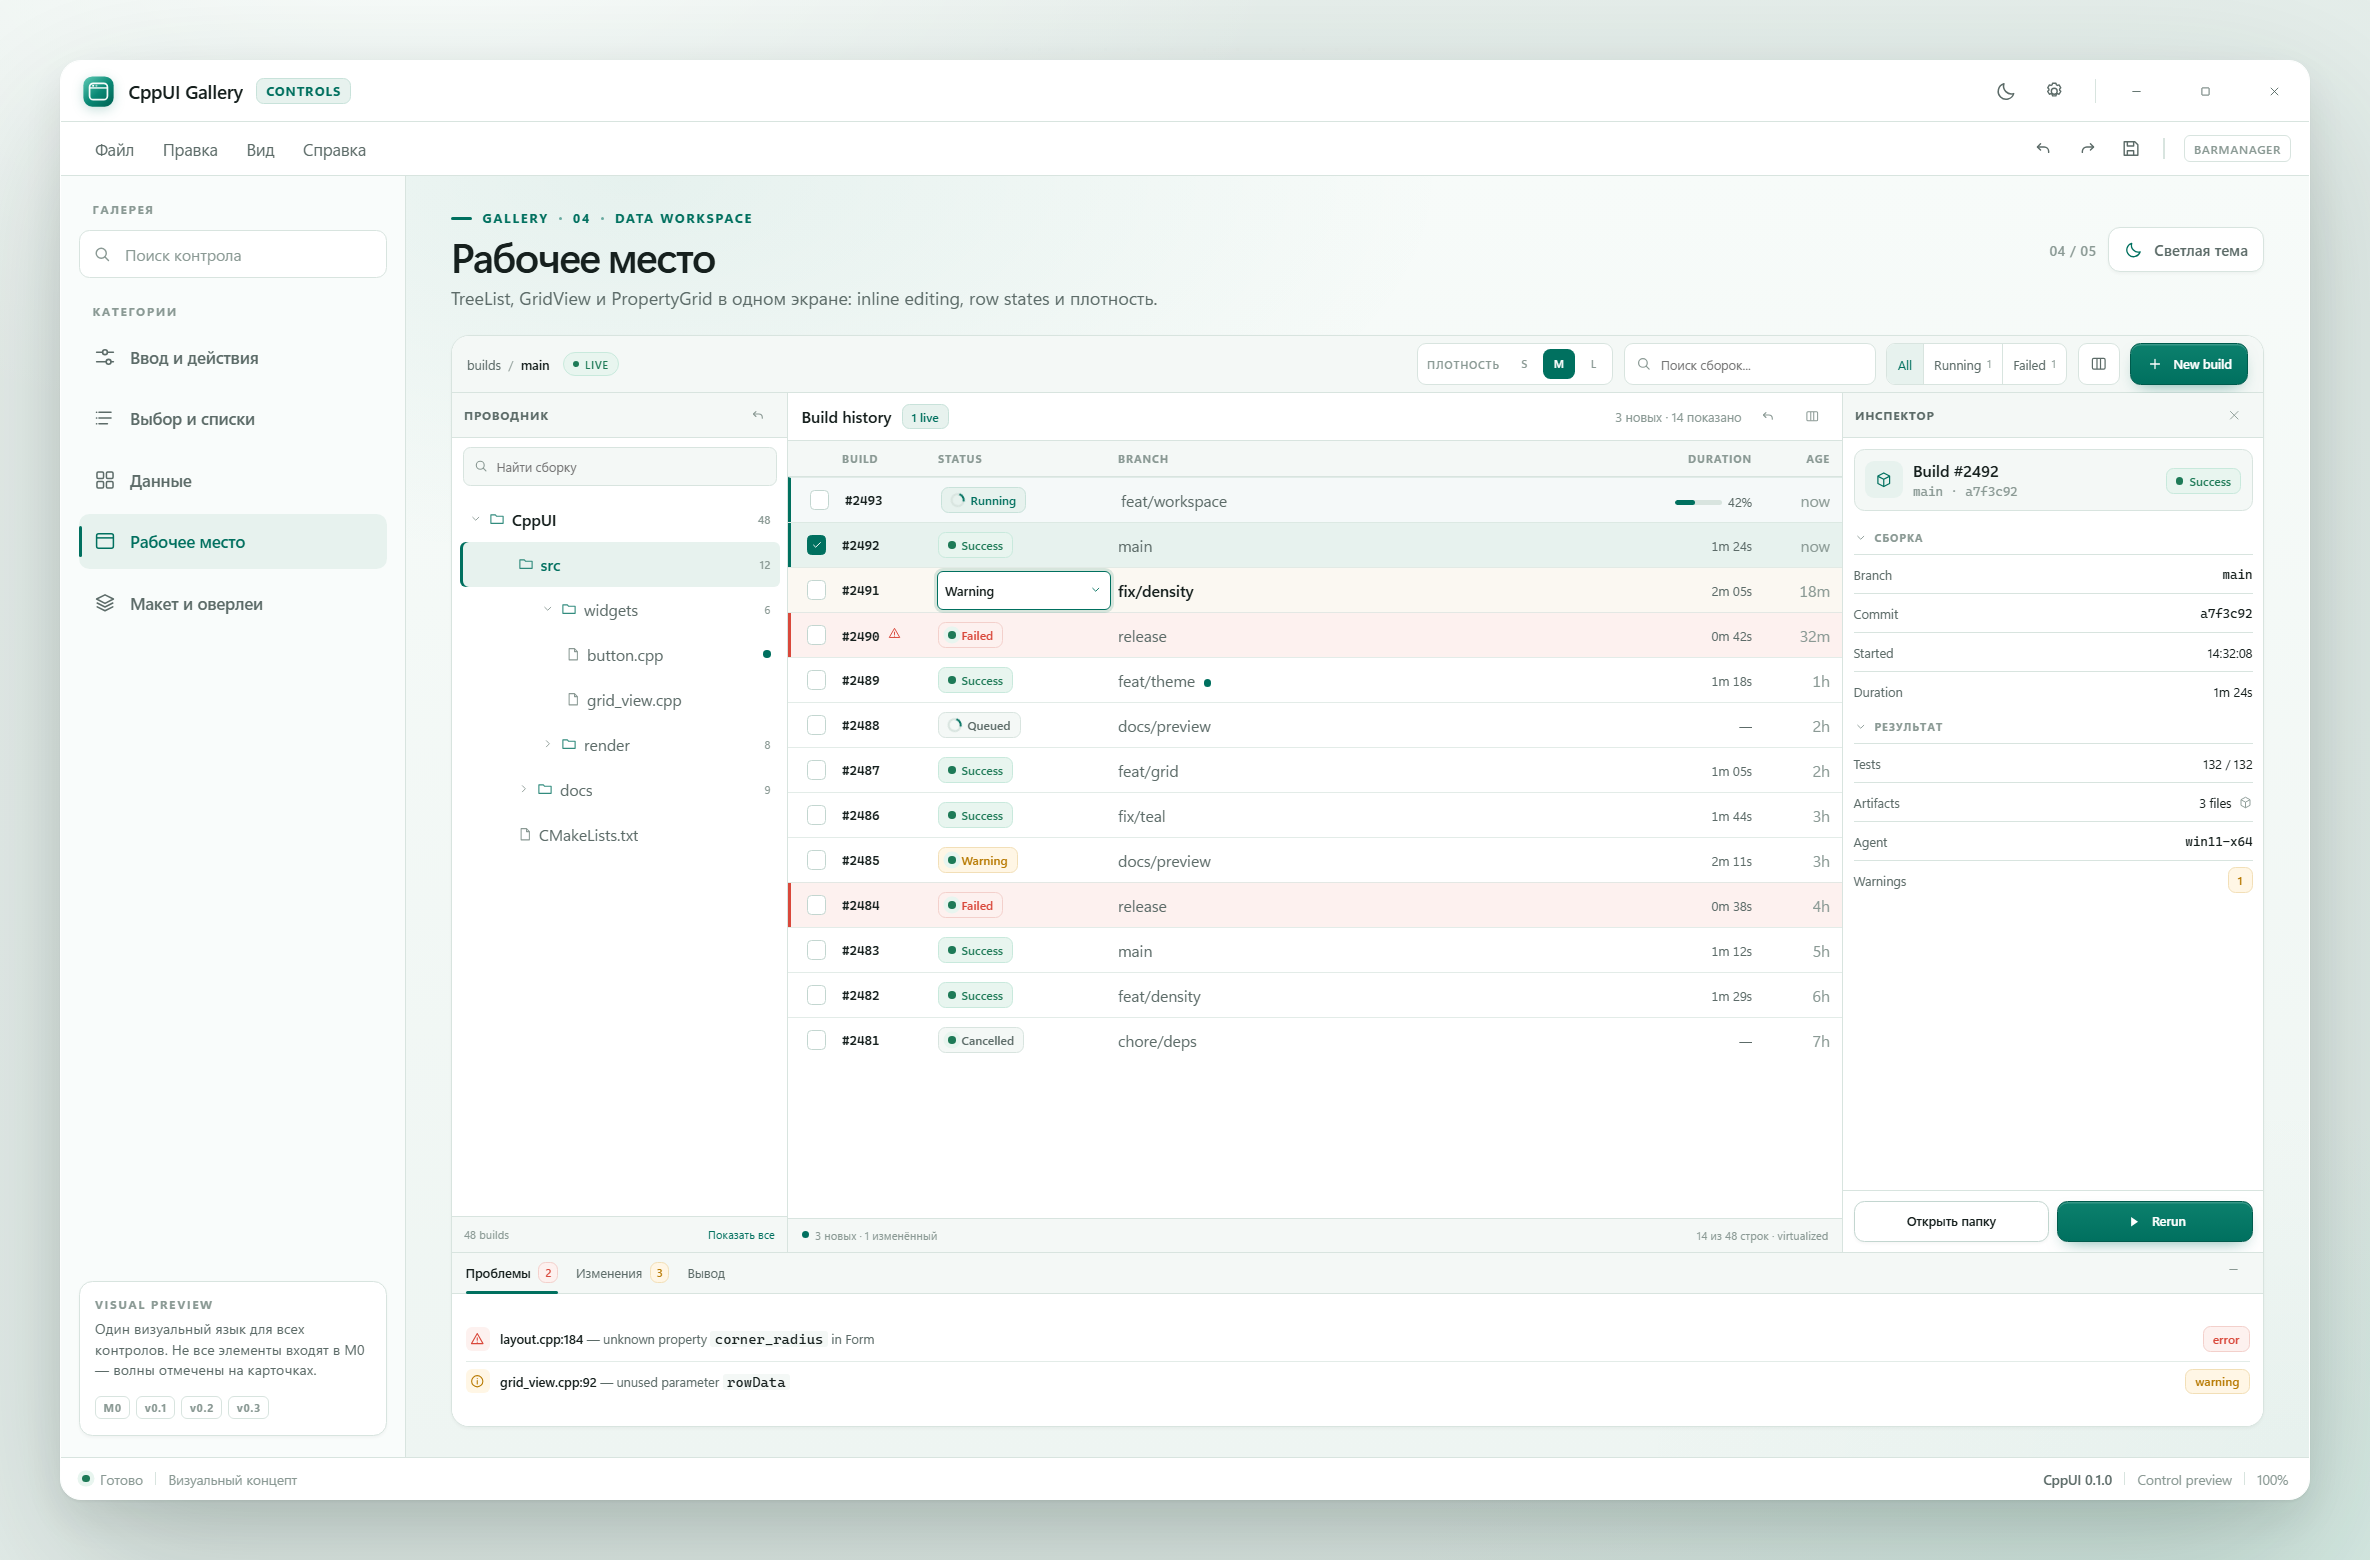 CppUI Gallery CONTROLS
Файл Правка Вид Справка BARMANAGER
ГАЛЕРЕЯ
Поиск контрола
КАТЕГОРИИ
Ввод и действия
Выбор и списки
Данные
Рабочее место
Макет и оверлеи
VISUAL PREVIEW
Один визуальный язык для всех
контролов. Не все элементы входят в M0
— волны отмечены на карточках.
M0 v0.1 v0.2 v0.3
GALLERY · 04 · DATA WORKSPACE
Рабочее место
TreeList, GridView и PropertyGrid в одном экране: inline editing, row states и плотность.
04 / 05 Светлая тема
builds / main LIVE ПЛОТНОСТЬ S M L Поиск сборок... All Running 1 Failed 1 New build
ПРОВОДНИК
Найти сборку
CppUI 48
src 12
widgets 6
button.cpp
grid_view.cpp
render 8
docs 9
CMakeLists.txt
48 builds Показать все
Build history 1 live 3 новых · 14 показано
BUILD STATUS BRANCH DURATION AGE
#2493 Running feat/workspace 42% now
#2492 Success main 1m 24s now
#2491 Warning fix/density 2m 05s 18m
#2490 Failed release 0m 42s 32m
#2489 Success feat/theme 1m 18s 1h
#2488 Queued docs/preview — 2h
#2487 Success feat/grid 1m 05s 2h
#2486 Success fix/teal 1m 44s 3h
#2485 Warning docs/preview 2m 11s 3h
#2484 Failed release 0m 38s 4h
#2483 Success main 1m 12s 5h
#2482 Success feat/density 1m 29s 6h
#2481 Cancelled chore/deps — 7h
3 новых · 1 изменённый 14 из 48 строк · virtualized
ИНСПЕКТОР
Build #2492
main · a7f3c92
Success
СБОРКА
Branch main
Commit a7f3c92
Started 14:32:08
Duration 1m 24s
РЕЗУЛЬТАТ
Tests 132 / 132
Artifacts 3 files
Agent win11-x64
Warnings 1
Открыть папку Rerun
Проблемы 2 Изменения 3 Вывод
layout.cpp:184 — unknown property corner_radius in Form error
grid_view.cpp:92 — unused parameter rowData warning
Готово Визуальный концепт CppUI 0.1.0 Control preview 100%